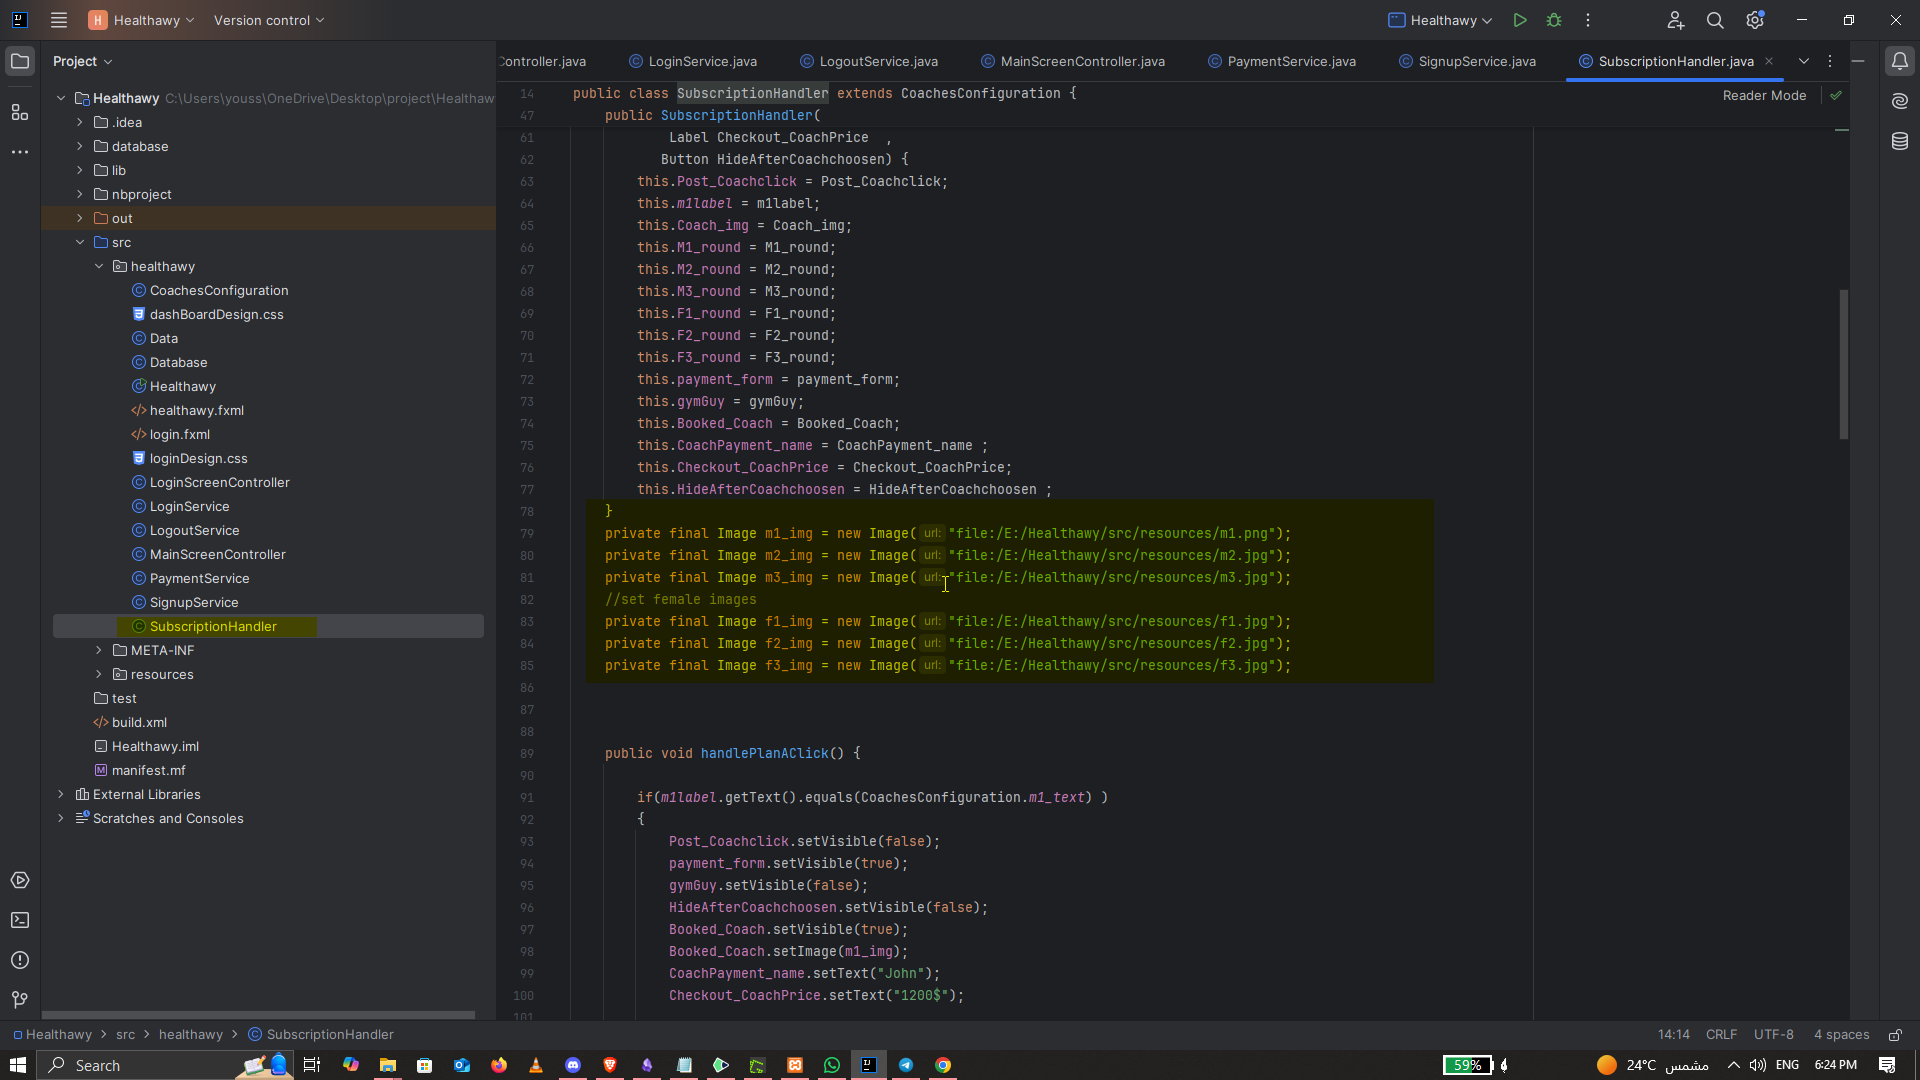 Healthawy
Version control
Healthawy
Project
ontroller.java
LoginService.java
LogoutService.java
MainScreenController.java
PaymentService.java
SignupService.java
SubscriptionHandler.java
Reader Mode
Healthawy C:\Users\youss\OneDrive\Desktop\project\Healthaw
.idea
database
lib
nbproject
out
src
healthawy
CoachesConfiguration
dashBoardDesign.css
Data
Database
Healthawy
healthawy.fxml
login.fxml
loginDesign.css
LoginScreenController
LoginService
LogoutService
MainScreenController
PaymentService
SignupService
SubscriptionHandler
META-INF
resources
test
build.xml
Healthawy.iml
manifest.mf
External Libraries
Scratches and Consoles
14 public class SubscriptionHandler extends CoachesConfiguration {
47 public SubscriptionHandler(
61 Label Checkout_CoachPrice ,
62 Button HideAfterCoachchoosen) {
63 this.Post_Coachclick = Post_Coachclick;
64 this.m1label = m1label;
65 this.Coach_img = Coach_img;
66 this.M1_round = M1_round;
67 this.M2_round = M2_round;
68 this.M3_round = M3_round;
69 this.F1_round = F1_round;
70 this.F2_round = F2_round;
71 this.F3_round = F3_round;
72 this.payment_form = payment_form;
73 this.gymGuy = gymGuy;
74 this.Booked_Coach = Booked_Coach;
75 this.CoachPayment_name = CoachPayment_name ;
76 this.Checkout_CoachPrice = Checkout_CoachPrice;
77 this.HideAfterCoachchoosen = HideAfterCoachchoosen ;
78 }
79 private final Image m1_img = new Image( url: "file:/E:/Healthawy/src/resources/m1.png");
80 private final Image m2_img = new Image( url: "file:/E:/Healthawy/src/resources/m2.jpg");
81 private final Image m3_img = new Image( url: "file:/E:/Healthawy/src/resources/m3.jpg");
82 //set female images
83 private final Image f1_img = new Image( url: "file:/E:/Healthawy/src/resources/f1.jpg");
84 private final Image f2_img = new Image( url: "file:/E:/Healthawy/src/resources/f2.jpg");
85 private final Image f3_img = new Image( url: "file:/E:/Healthawy/src/resources/f3.jpg");
86
87
88
89 public void handlePlanAClick() {
90
91 if(m1label.getText().equals(CoachesConfiguration.m1_text) )
92 {
93 Post_Coachclick.setVisible(false);
94 payment_form.setVisible(true);
95 gymGuy.setVisible(false);
96 HideAfterCoachchoosen.setVisible(false);
97 Booked_Coach.setVisible(true);
98 Booked_Coach.setImage(m1_img);
99 CoachPayment_name.setText("John");
100 Checkout_CoachPrice.setText("1200$");
101
Healthawy > src > healthawy > SubscriptionHandler
14:14 CRLF UTF-8 4 spaces
Search
59%
24°C مشمس
ENG
6:24 PM